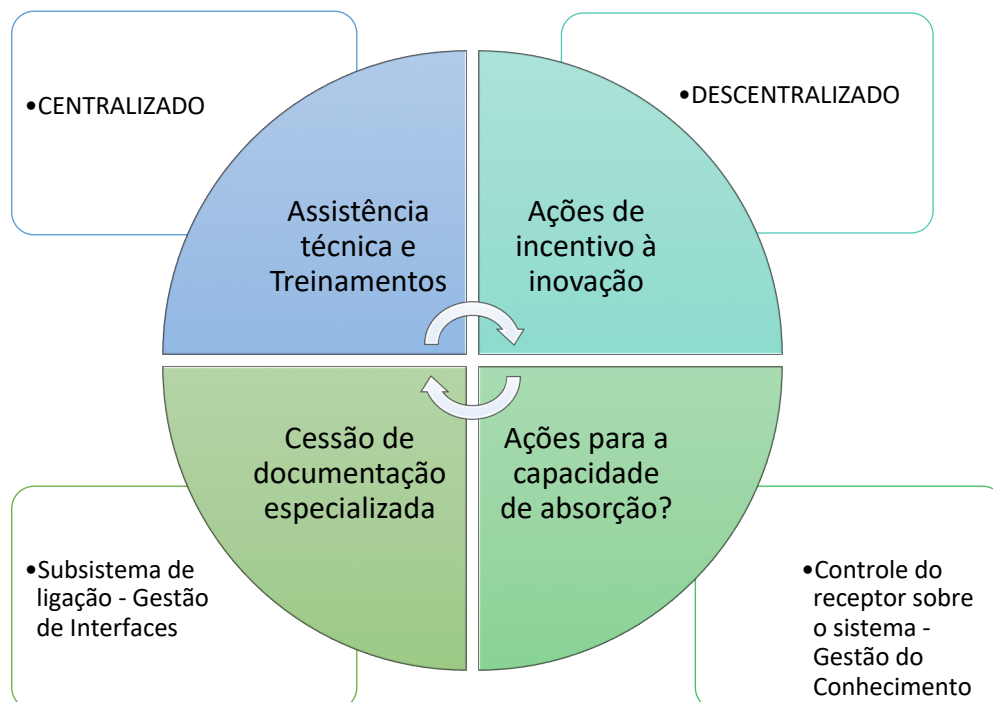 •CENTRALIZADO
•DESCENTRALIZADO
Assistência
técnica e
Treinamentos
Ações de
incentivo à
inovação
Cessão de
documentação
especializada
Ações para a
capacidade
de absorção?
•Subsistema de
ligação - Gestão
de Interfaces
•Controle do
receptor sobre
o sistema -
Gestão do
Conhecimento